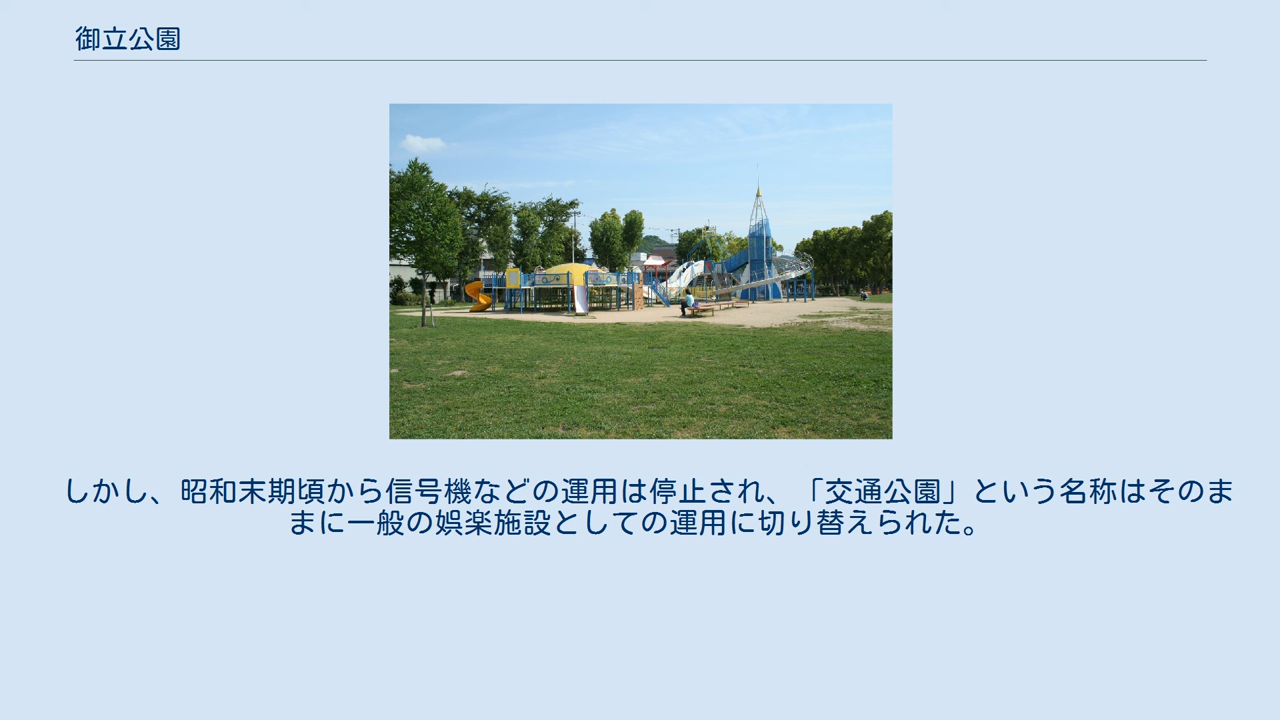 御立公園
しかし、昭和末期頃から信号機などの運用は停止され、「交通公園」という名称はそのま
まに一般の娯楽施設としての運用に切り替えられた。